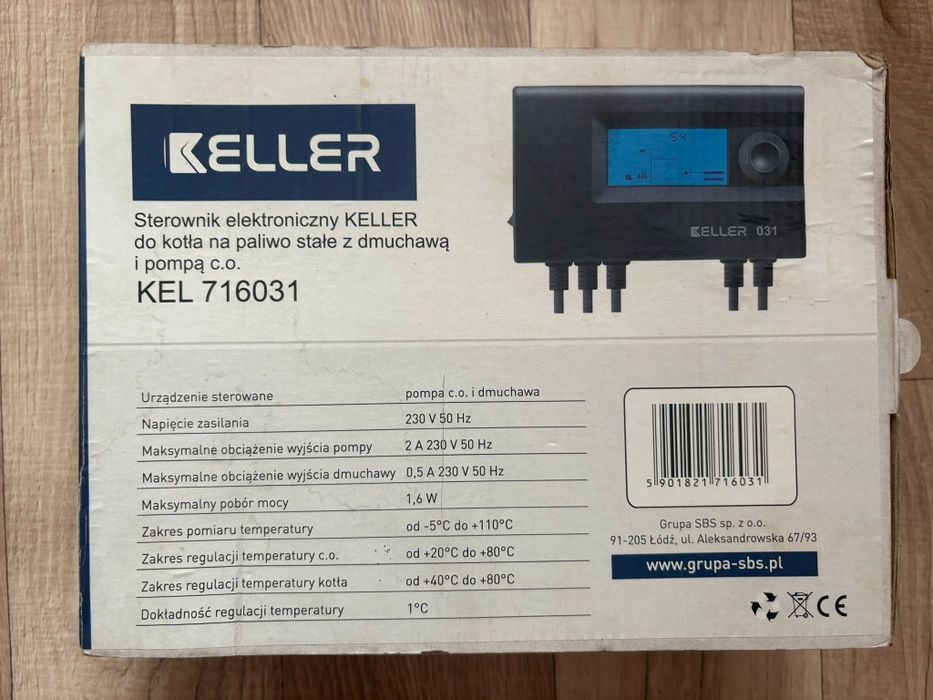 KELLER
Sterownik elektroniczny KELLER
do kotła na paliwo stałe z dmuchawą
i pompą c.o.
KEL 716031
54
KELLER 031
Urządzenie sterowane pompa c.o. i dmuchawa
Napięcie zasilania 230 V 50 Hz
Maksymalne obciążenie wyjścia pompy 2 A 230 V 50 Hz
Maksymalne obciążenie wyjścia dmuchawy 0,5 A 230 V 50 Hz
Maksymalny pobór mocy 1,6 W
Zakres pomiaru temperatury od -5°C do +110°C
Zakres regulacji temperatury c.o. od +20°C do +80°C
Zakres regulacji temperatury kotła od +40°C do +80°C
Dokładność regulacji temperatury 1°C
5 901821 716031
Grupa SBS sp. z o.o.
91-205 Łódź, ul. Aleksandrowska 67/93
www.grupa-sbs.pl
CE